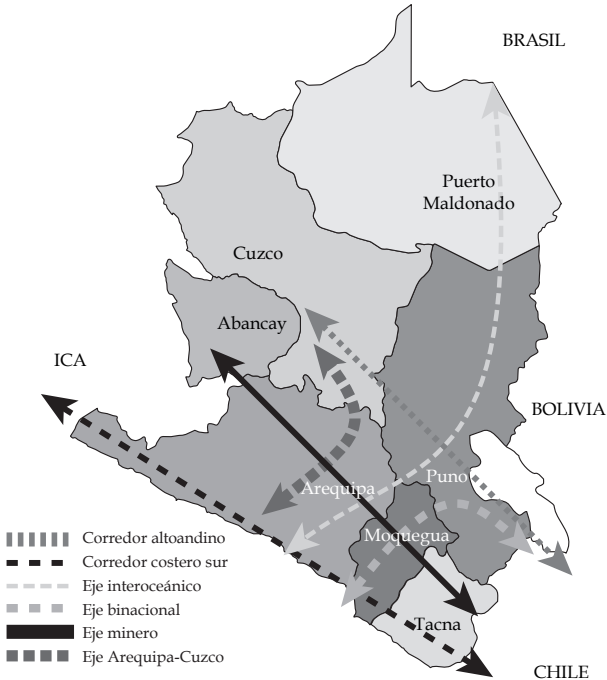 BRASIL
Puerto
Maldonado
Cuzco
Abancay
ICA
BOLIVIA
Arequipa
Puno
Moquegua
Tacna
CHILE
Corredor altoandino
Corredor costero sur
Eje interoceánico
Eje binacional
Eje minero
Eje Arequipa-Cuzco